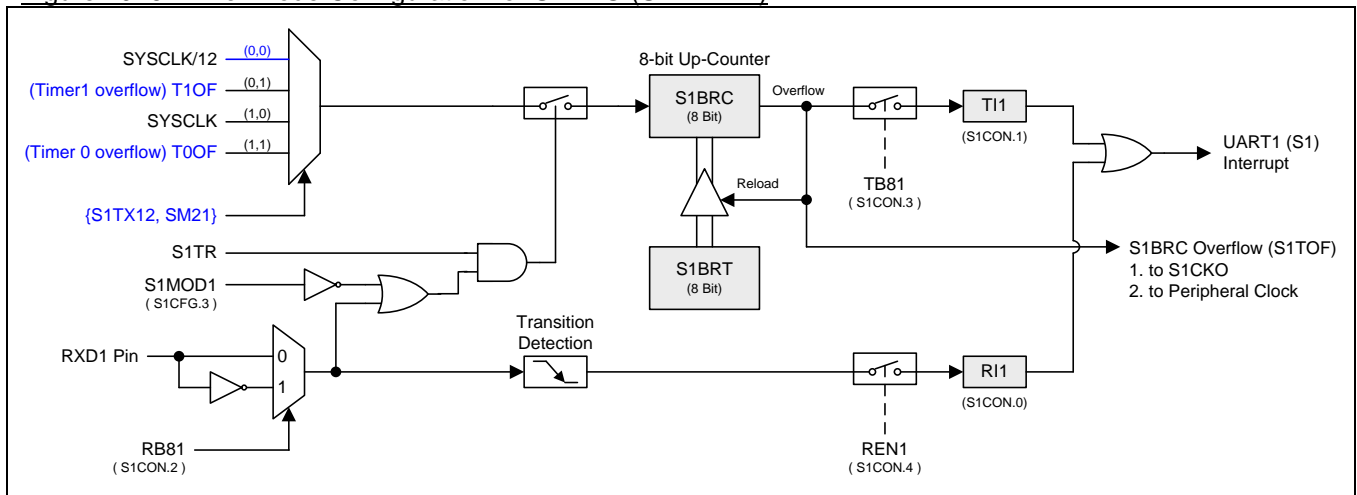 SYSCLK/12
(0,0)
(Timer1 overflow) T1OF
(0,1)
SYSCLK
(1,0)
(Timer 0 overflow) T0OF
(1,1)
{S1TX12, SM21}
S1TR
S1MOD1
( S1CFG.3 )
RXD1 Pin
0
1
RB81
( S1CON.2 )
8-bit Up-Counter
S1BRC
(8 Bit)
Overflow
Reload
S1BRT
(8 Bit)
Transition
Detection
TB81
( S1CON.3 )
TI1
(S1CON.1)
REN1
( S1CON.4 )
RI1
(S1CON.0)
UART1 (S1)
Interrupt
S1BRC Overflow (S1TOF)
1. to S1CKO
2. to Peripheral Clock